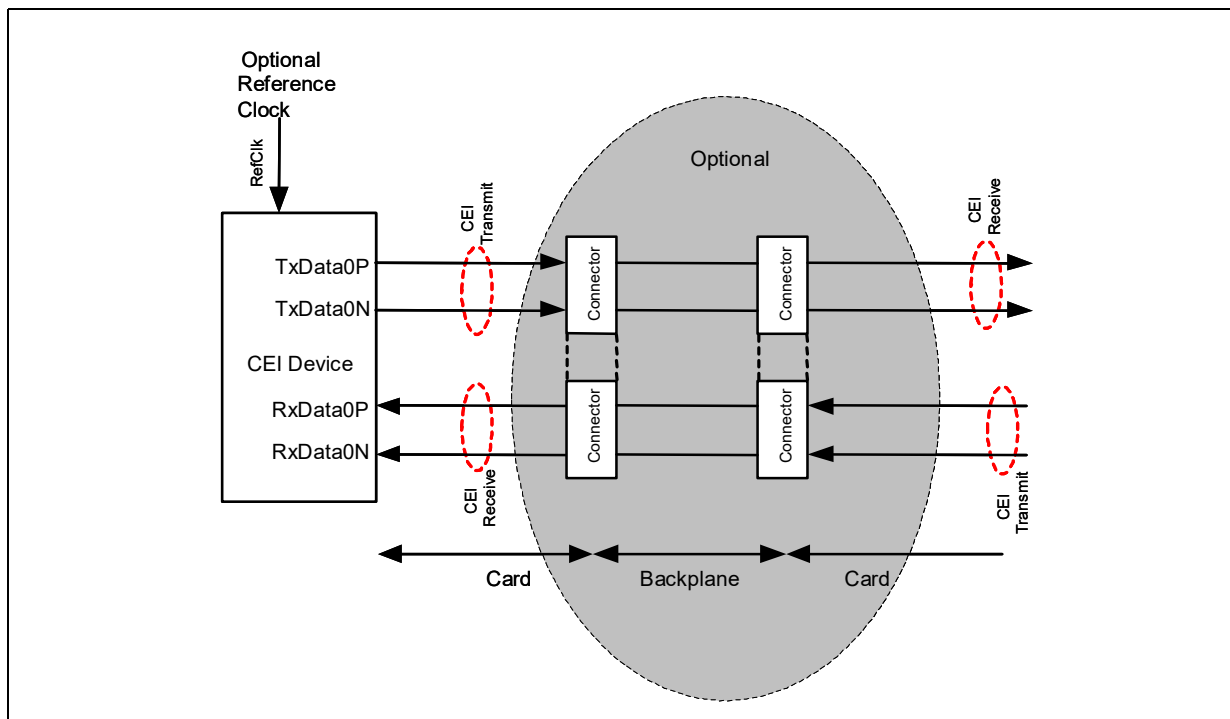 Optional
Reference
Clock
RefClk
Optional
CEI
Transmit
CEI
Receive
TxData0P
TxData0N
CEI Device
RxData0P
RxData0N
Connector
Connector
Connector
Connector
CEI
Receive
CEI
Transmit
Card
Backplane
Card